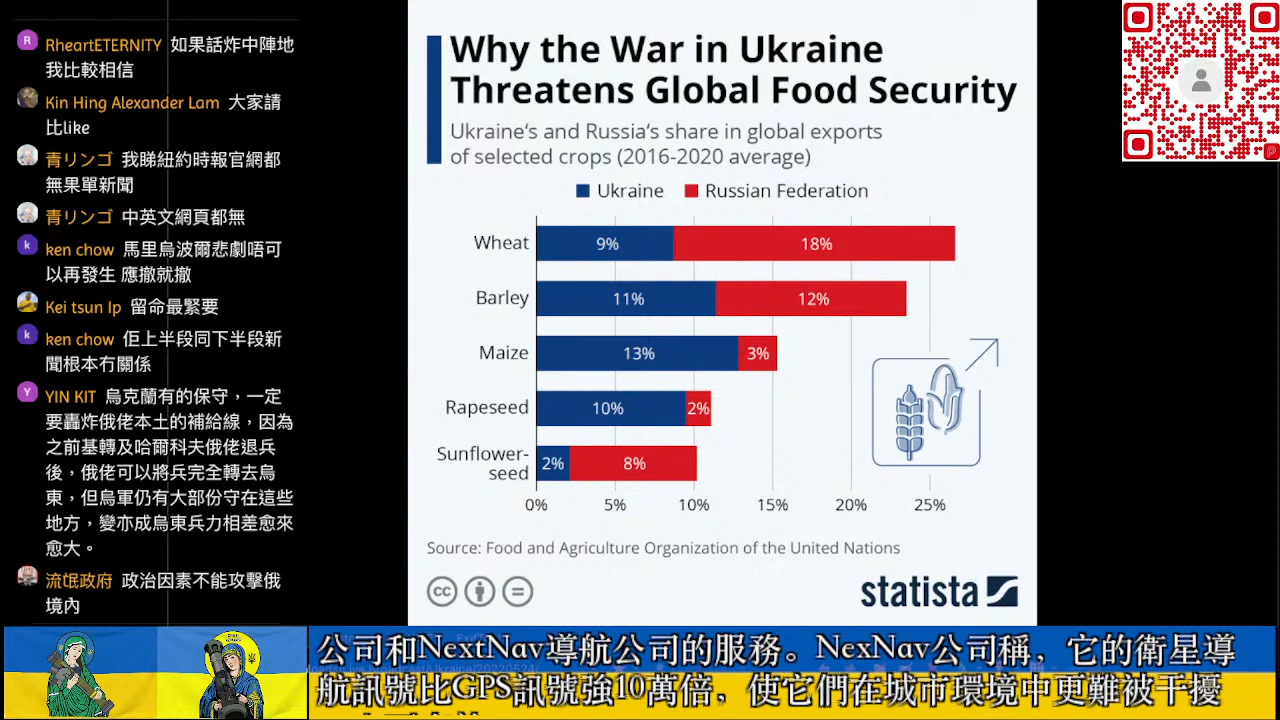 RheartETERNITY 如果話炸中陣地
我比較相信
Kin Hing Alexander Lam 大家請
比like
青リンゴ 我睇紐約時報官網都
無果單新聞
青リンゴ 中英文網頁都無
ken chow 馬里烏波爾悲劇唔可
以再發生 應撤就撤
Kei tsun Ip 留命最緊要
ken chow 佢上半段同下半段新
聞根本冇關係
YIN KIT 烏克蘭有的保守，一定
要轟炸俄佬本土的補給線，因為
之前基轉及哈爾科夫俄佬退兵
後，俄佬可以將兵完全轉去烏
東，但烏軍仍有大部份守在這些
地方，變亦成烏東兵力相差愈來
愈大。
流氓政府 政治因素不能攻擊俄
境內
Why the War in Ukraine
Threatens Global Food Security
Ukraine‘s and Russia‘s share in global exports
of selected crops (2016-2020 average)
Ukraine Russian Federation
Wheat 9% 18%
Barley 11% 12%
Maize 13% 3%
Rapeseed 10% 2%
Sunflower-
seed 2% 8%
0% 5% 10% 15% 20% 25%
Source: Food and Agriculture Organization of the United Nations
cc
statista
公司和NextNav導航公司的服務。NexNav公司稱，它的衛星導
航訊號比GPS訊號強10萬倍，使它們在城市環境中更難被干擾